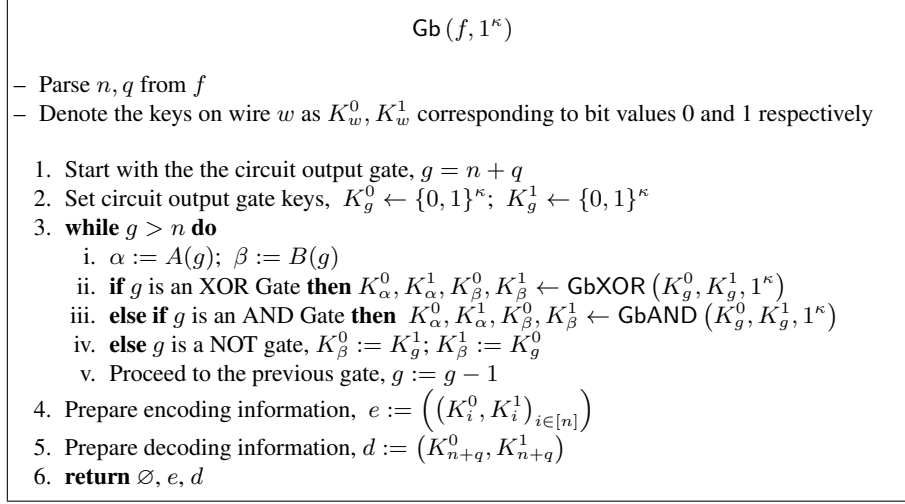 Gb (f, 1^κ)
– Parse n, q from f
– Denote the keys on wire w as K_w^0, K_w^1 corresponding to bit values 0 and 1 respectively
1. Start with the the circuit output gate, g = n + q
2. Set circuit output gate keys, K_g^0 ← {0, 1}^κ; K_g^1 ← {0, 1}^κ
3. while g > n do
i. α := A(g); β := B(g)
ii. if g is an XOR Gate then K_α^0, K_α^1, K_β^0, K_β^1 ← GbXOR (K_g^0, K_g^1, 1^κ)
iii. else if g is an AND Gate then K_α^0, K_α^1, K_β^0, K_β^1 ← GbAND (K_g^0, K_g^1, 1^κ)
iv. else g is a NOT gate, K_β^0 := K_g^1; K_β^1 := K_g^0
v. Proceed to the previous gate, g := g − 1
4. Prepare encoding information, e := ((K_i^0, K_i^1)_{i∈[n]})
5. Prepare decoding information, d := (K_{n+q}^0, K_{n+q}^1)
6. return ∅, e, d